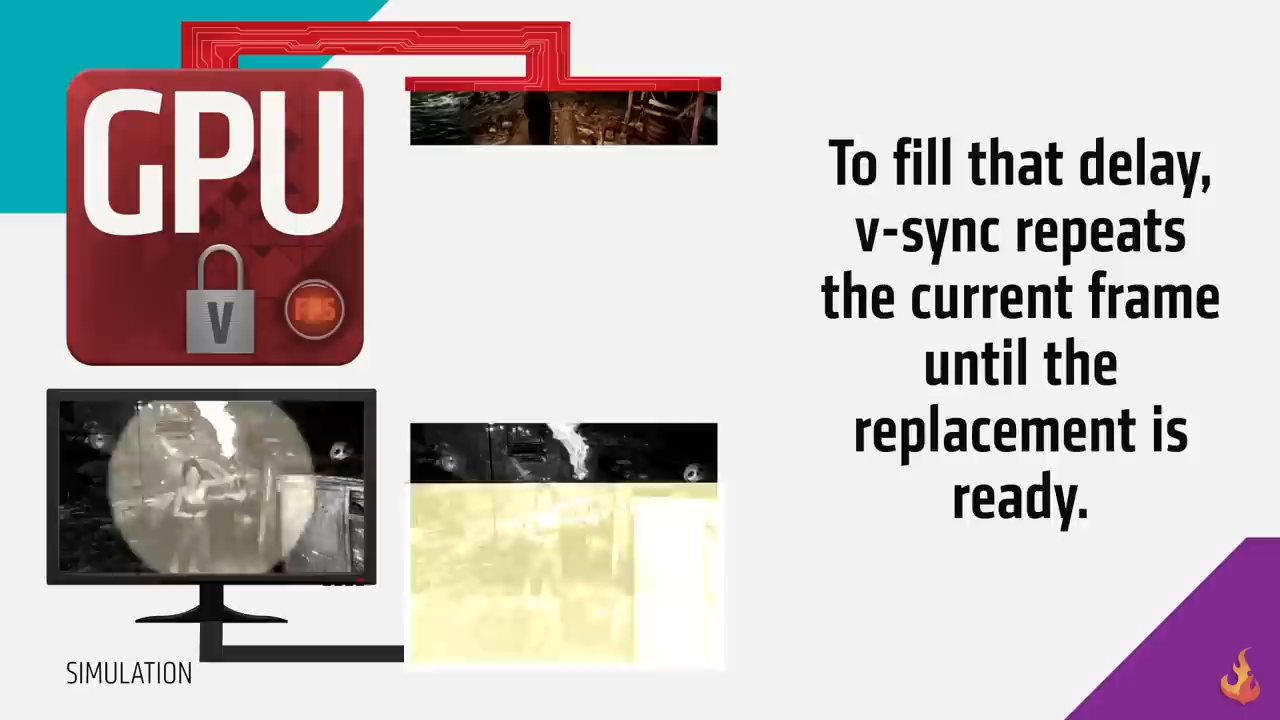 GPU
V
FPS
To fill that delay,
v-sync repeats
the current frame
until the
replacement is
ready.
SIMULATION